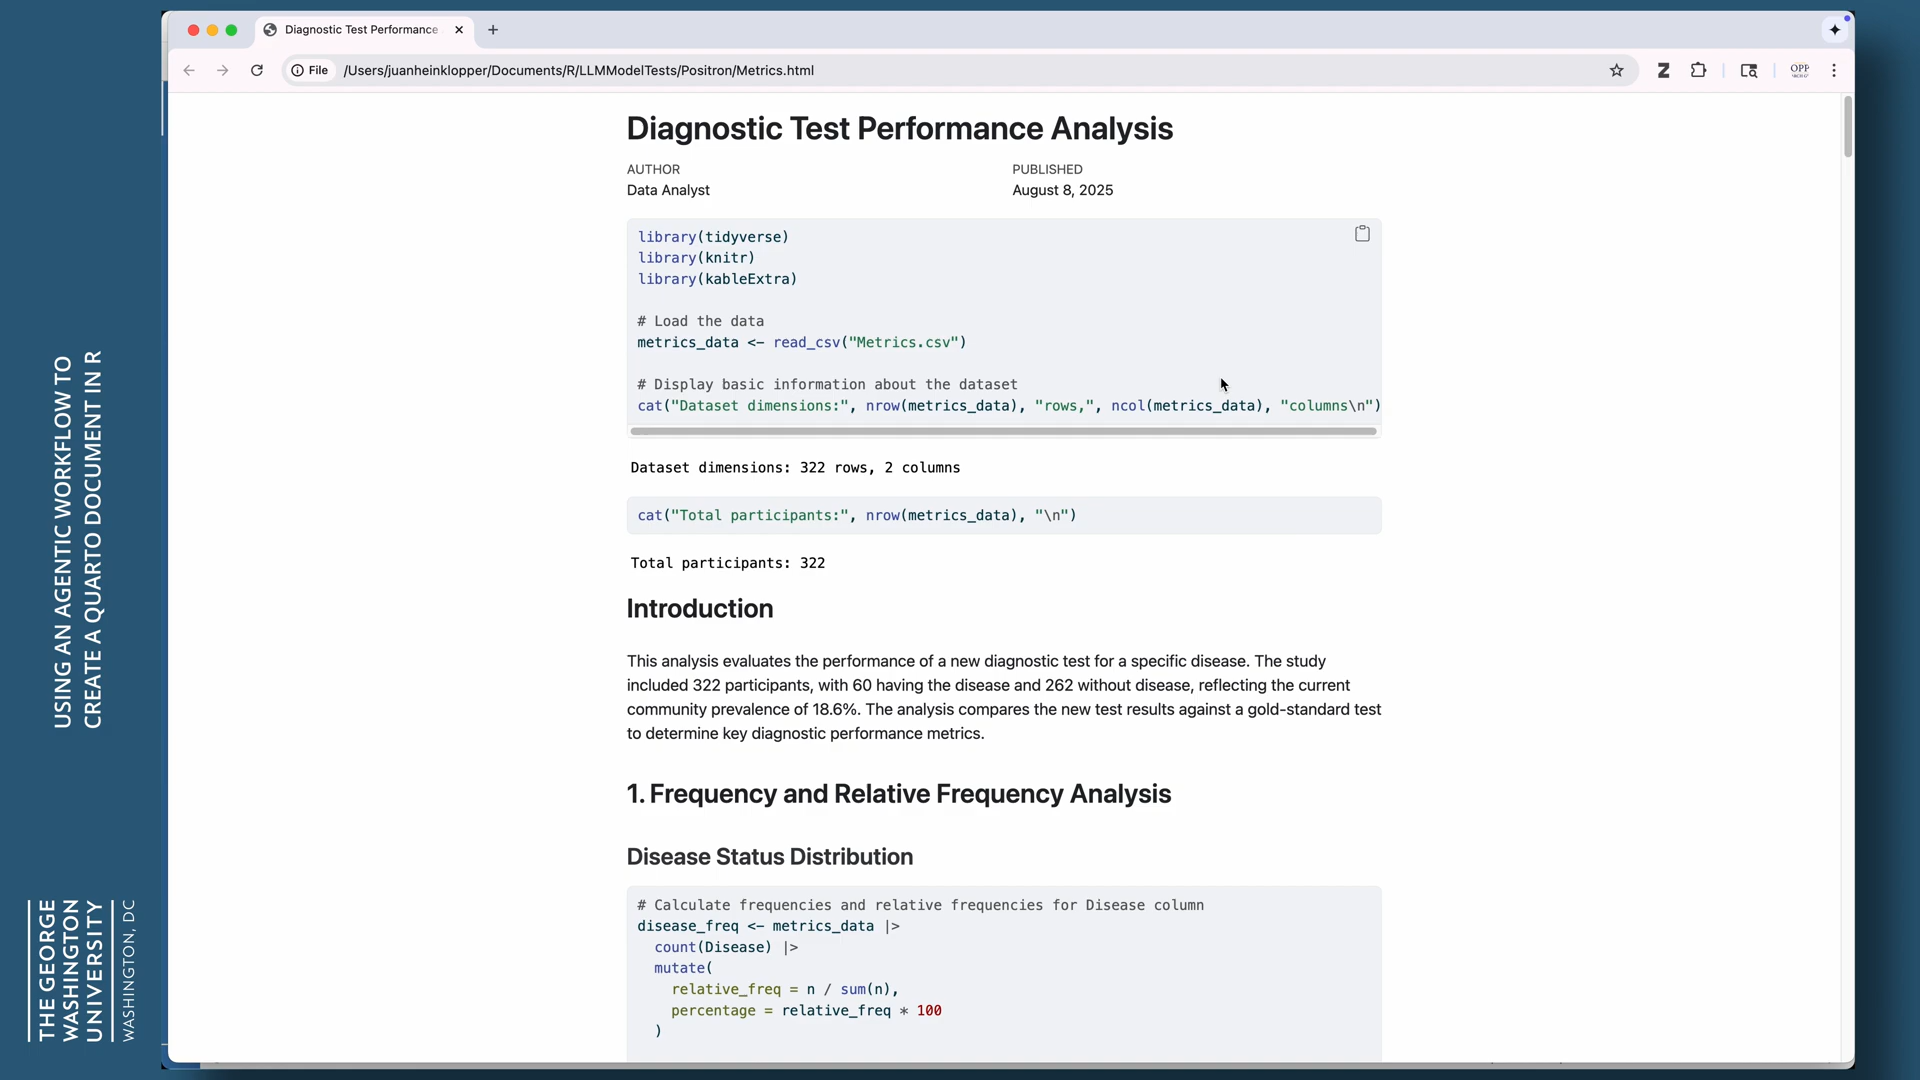 Diagnostic Test Performance
File
/Users/juanheinklopper/Documents/R/LLMModelTests/Positron/Metrics.html
Z
OPP
Diagnostic Test Performance Analysis
AUTHOR
PUBLISHED
Data Analyst
August 8, 2025
library(tidyverse)
library(knitr)
library(kableExtra)
# Load the data
metrics_data <- read_csv("Metrics.csv")
# Display basic information about the dataset
cat("Dataset dimensions:", nrow(metrics_data), "rows,", ncol(metrics_data), "columns\n")
Dataset dimensions: 322 rows, 2 columns
cat("Total participants:", nrow(metrics_data), "\n")
Total participants: 322
Introduction
This analysis evaluates the performance of a new diagnostic test for a specific disease. The study
included 322 participants, with 60 having the disease and 262 without disease, reflecting the current
community prevalence of 18.6%. The analysis compares the new test results against a gold-standard test
to determine key diagnostic performance metrics.
1. Frequency and Relative Frequency Analysis
Disease Status Distribution
# Calculate frequencies and relative frequencies for Disease column
disease_freq <- metrics_data |>
count(Disease) |>
mutate(
relative_freq = n / sum(n),
percentage = relative_freq * 100
)
USING AN AGENTIC WORKFLOW TO
CREATE A QUARTO DOCUMENT IN R
THE GEORGE
WASHINGTON
UNIVERSITY
WASHINGTON, DC